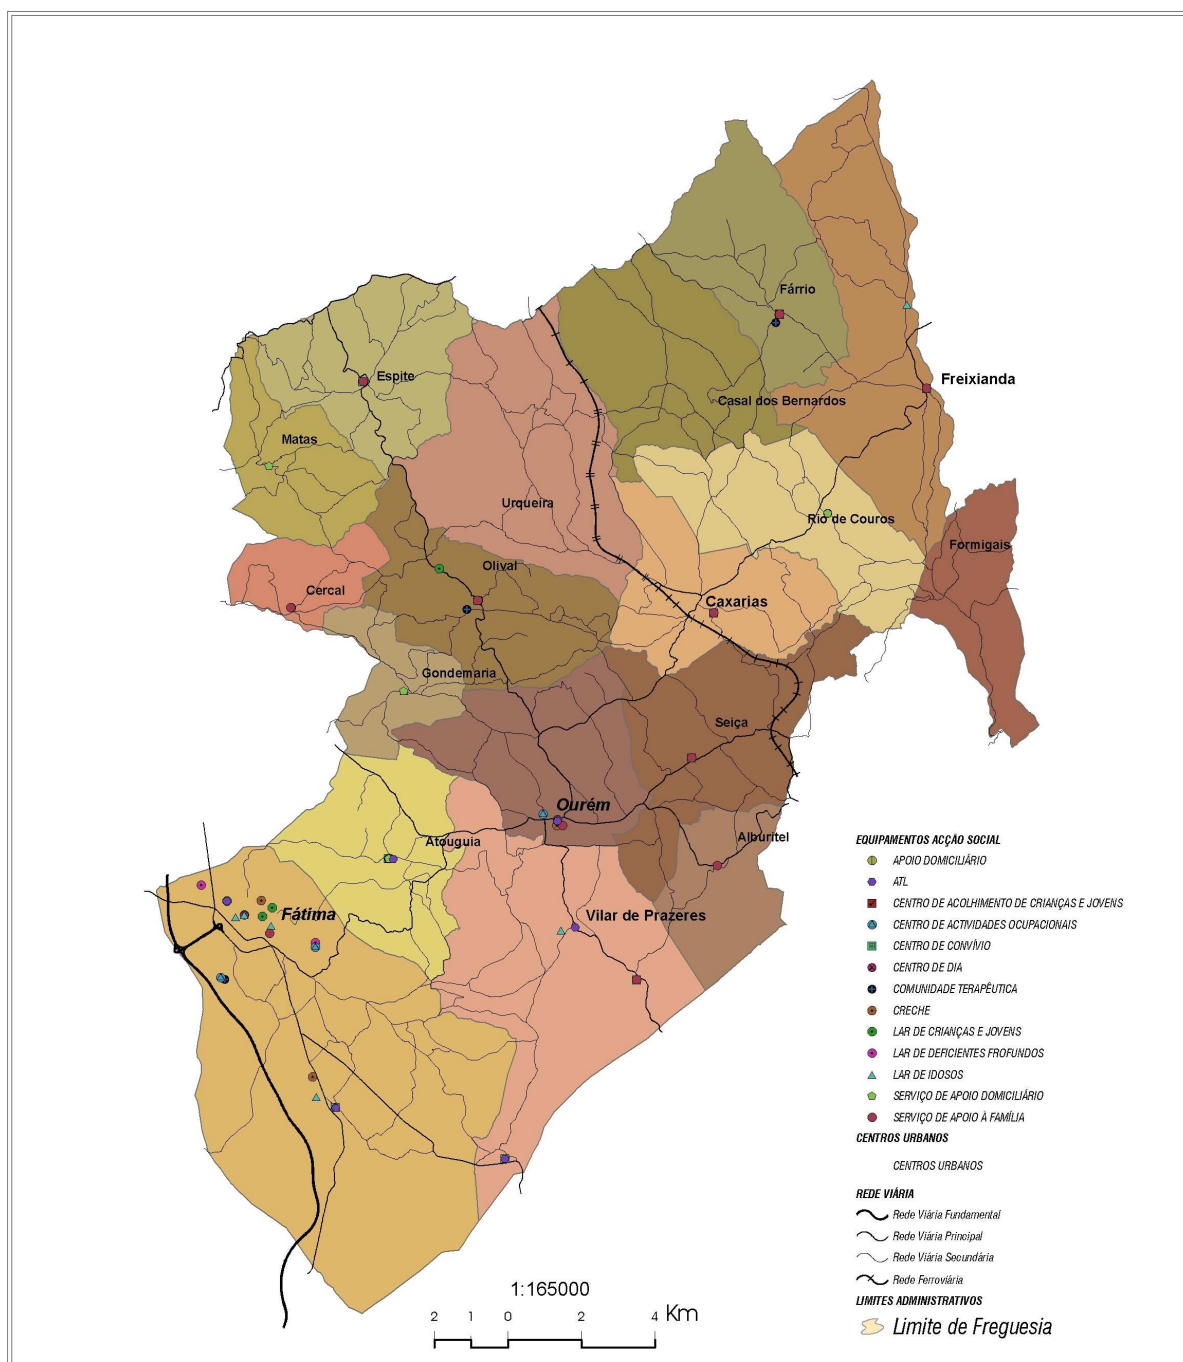 Fárrio
Freixianda
Espite
Casal dos Bernardos
Matas
Urqueira
Rio de Couros
Formigais
Olival
Cercal
Caxarias
Gondemaria
Seiça
Ourém
Atouguia
Alburitel
Fátima
Vilar de Prazeres
EQUIPAMENTOS ACÇÃO SOCIAL
APOIO DOMICILIÁRIO
ATL
CENTRO DE ACOLHIMENTO DE CRIANÇAS E JOVENS
CENTRO DE ACTIVIDADES OCUPACIONAIS
CENTRO DE CONVÍVIO
CENTRO DE DIA
COMUNIDADE TERAPÊUTICA
CRECHE
LAR DE CRIANÇAS E JOVENS
LAR DE DEFICIENTES FROFUNDOS
LAR DE IDOSOS
SERVIÇO DE APOIO DOMICILIÁRIO
SERVIÇO DE APOIO À FAMÍLIA
CENTROS URBANOS
CENTROS URBANOS
REDE VIÁRIA
Rede Viária Fundamental
Rede Viária Principal
Rede Viária Secundária
Rede Ferroviária
LIMITES ADMINISTRATIVOS
Limite de Freguesia
1:165000
2 1 0 2 4 Km